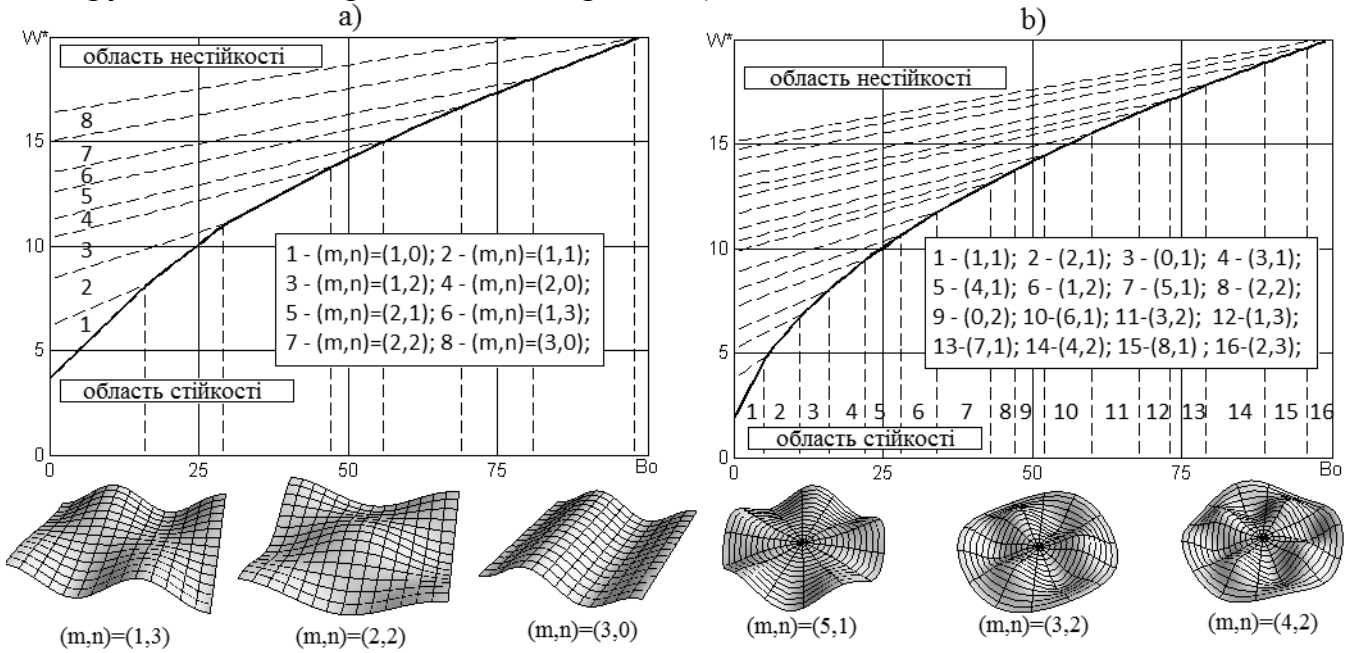 a)
b)
W*
область нестійкості
8
15
7
6
5
4
10
3
2
1
5
1 - (m,n)=(1,0); 2 - (m,n)=(1,1);
3 - (m,n)=(1,2); 4 - (m,n)=(2,0);
5 - (m,n)=(2,1); 6 - (m,n)=(1,3);
7 - (m,n)=(2,2); 8 - (m,n)=(3,0);
область стійкості
0
0 25 50 75 Bo
W*
область нестійкості
15
10
1 - (1,1); 2 - (2,1); 3 - (0,1); 4 - (3,1);
5 - (4,1); 6 - (1,2); 7 - (5,1); 8 - (2,2);
9 - (0,2); 10-(6,1); 11-(3,2); 12-(1,3);
13-(7,1); 14-(4,2); 15-(8,1) ; 16-(2,3);
5
1 2 3 4 5 6 7 8 9 10 11 12 13 14 15 16
область стійкості
0
0 25 50 75 Bo
(m,n)=(1,3)
(m,n)=(2,2)
(m,n)=(3,0)
(m,n)=(5,1)
(m,n)=(3,2)
(m,n)=(4,2)